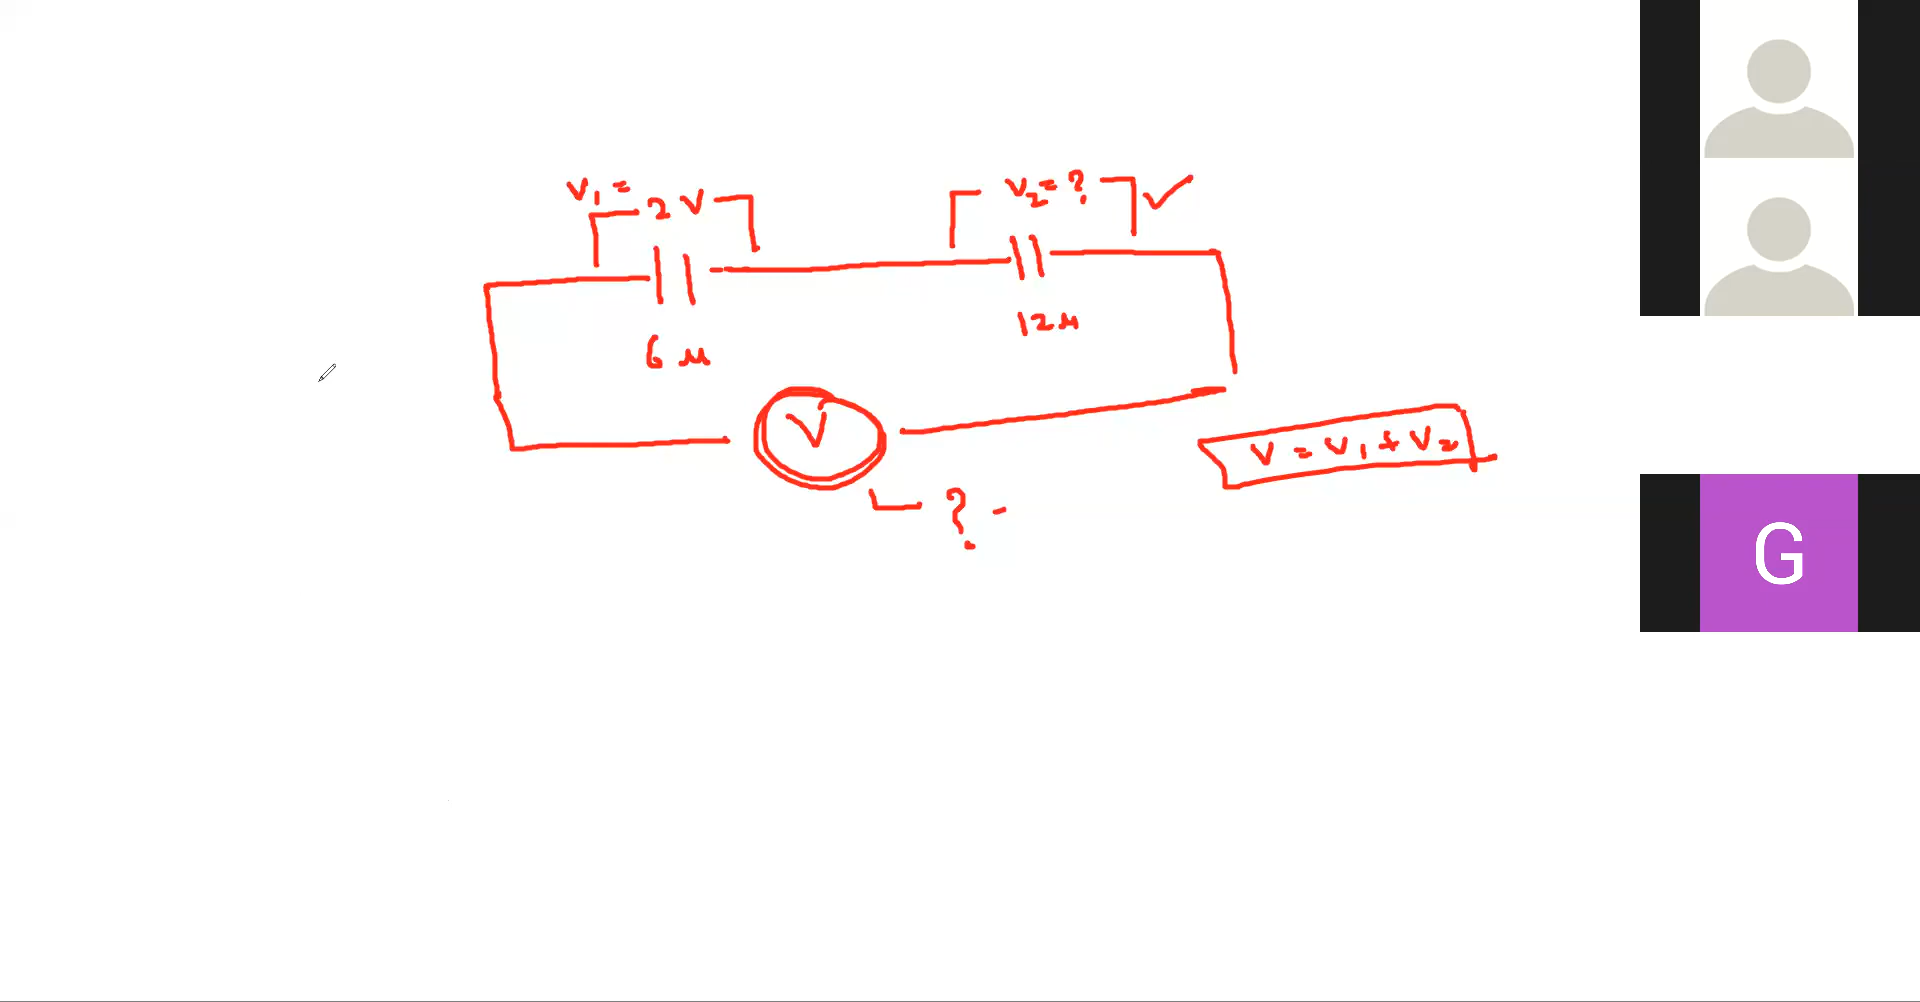 V₁ =
2 V
V₂ = ?
6 μ
12 μ
V
V = V₁ + V₂
?
G